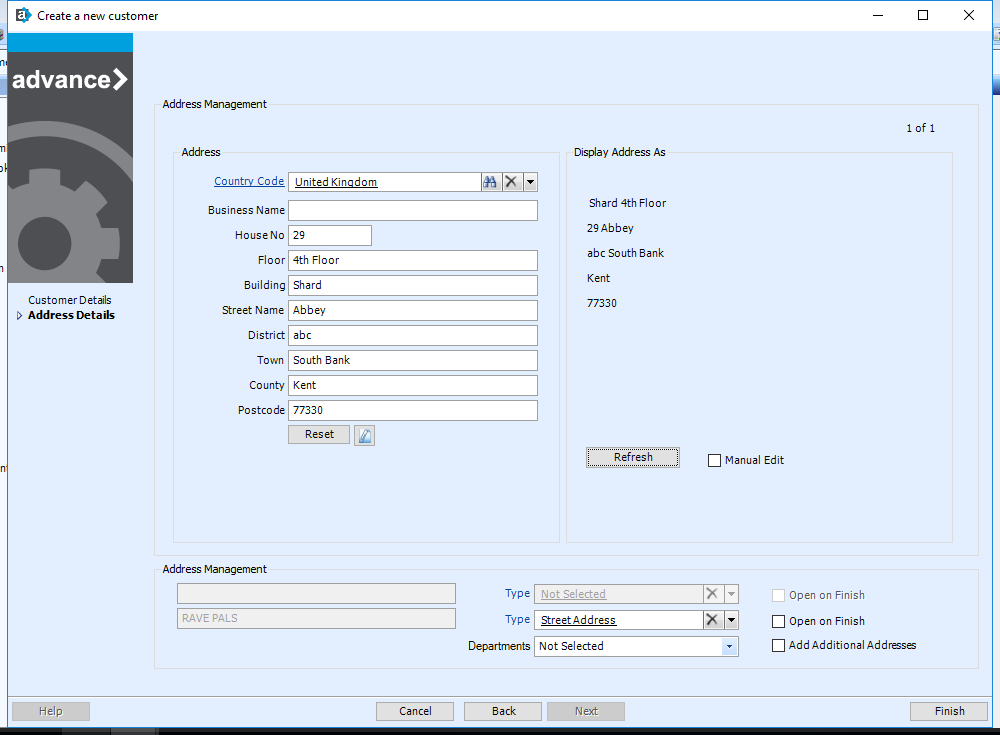 Create a new customer
advance
Address Management
1 of 1
Address
Display Address As
Country Code United Kingdom
Business Name
House No 29
Floor 4th Floor
Building Shard
Street Name Abbey
District abc
Town South Bank
County Kent
Postcode 77330
Reset
Shard 4th Floor
29 Abbey
abc South Bank
Kent
77330
Refresh
Manual Edit
Customer Details
Address Details
Address Management
Type Not Selected Open on Finish
RAVE PALS Type Street Address Open on Finish
Departments Not Selected Add Additional Addresses
Help Cancel Back Next Finish